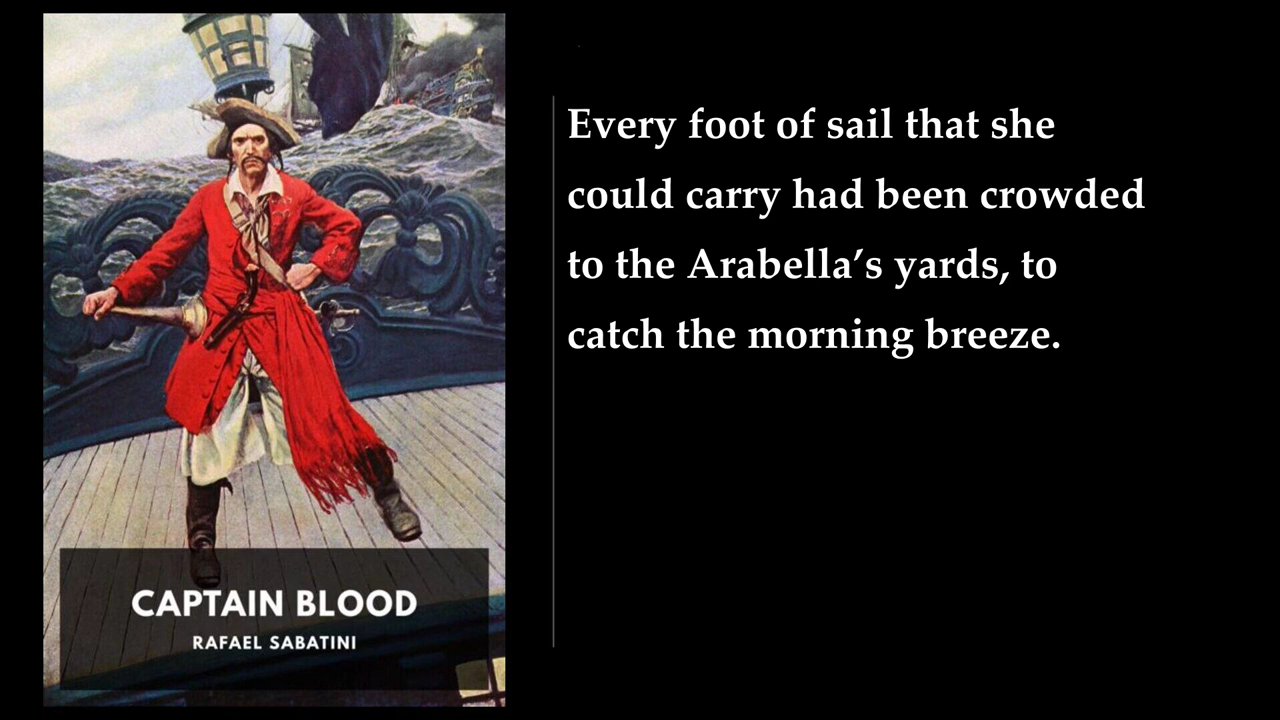 CAPTAIN BLOOD
RAFAEL SABATINI
Every foot of sail that she
could carry had been crowded
to the Arabella’s yards, to
catch the morning breeze.